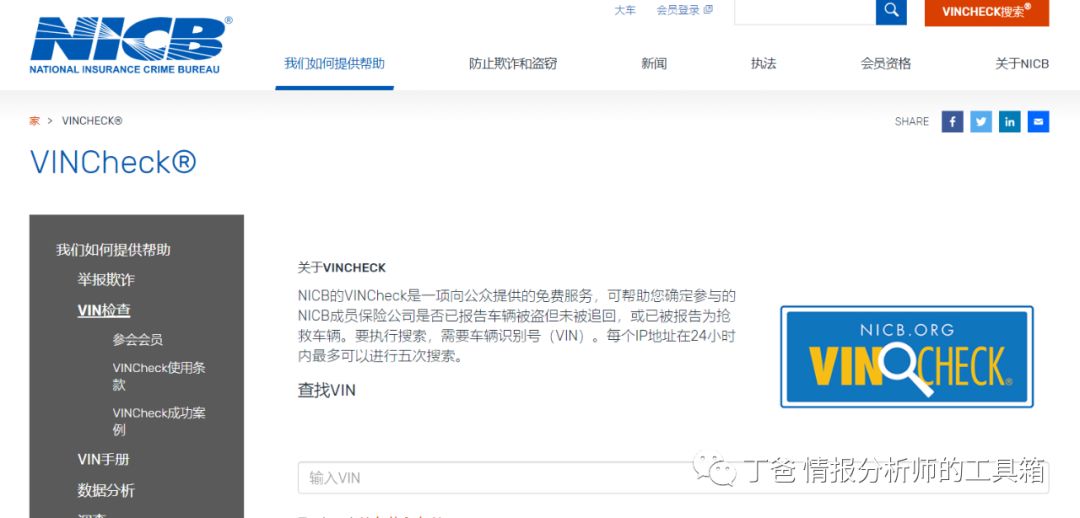 大车
会员登录
VINCHECK搜索®
NICB®
NATIONAL INSURANCE CRIME BUREAU
我们如何提供帮助
防止欺诈和盗窃
新闻
执法
会员资格
关于NICB
家 > VINCHECK®
SHARE
VINCheck®
我们如何提供帮助
举报欺诈
VIN检查
参会会员
VINCheck使用条
款
VINCheck成功案
例
VIN手册
数据分析
关于VINCHECK
NICB的VINCheck是一项向公众提供的免费服务，可帮助您确定参与的
NICB成员保险公司是否已报告车辆被盗但未被追回，或已被报告为抢
救车辆。要执行搜索，需要车辆识别号（VIN）。每个IP地址在24小时
内最多可以进行五次搜索。
查找VIN
NICB.ORG
VINCHECK®
输入VIN
丁爸 情报分析师的工具箱